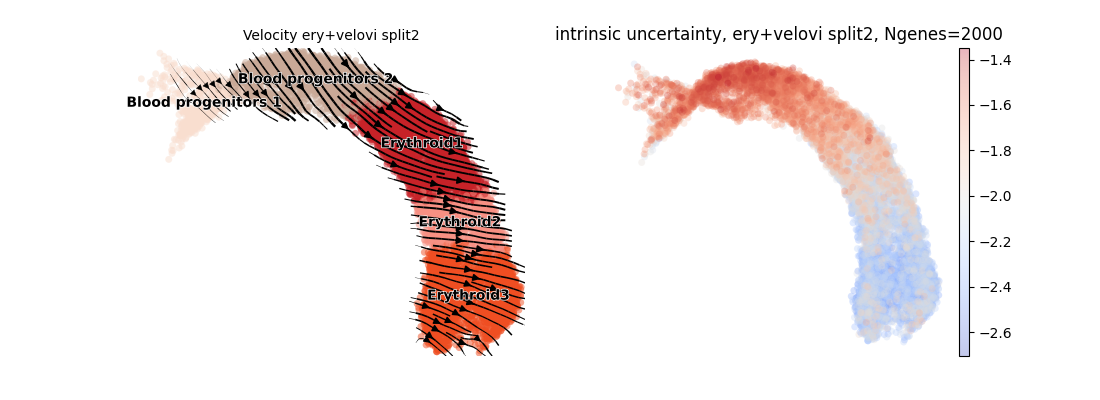 Velocity ery+velovi split2
Blood progenitors 2
Blood progenitors 1
Erythroid1
Erythroid2
Erythroid3
intrinsic uncertainty, ery+velovi split2, Ngenes=2000
−1.4
−1.6
−1.8
−2.0
−2.2
−2.4
−2.6